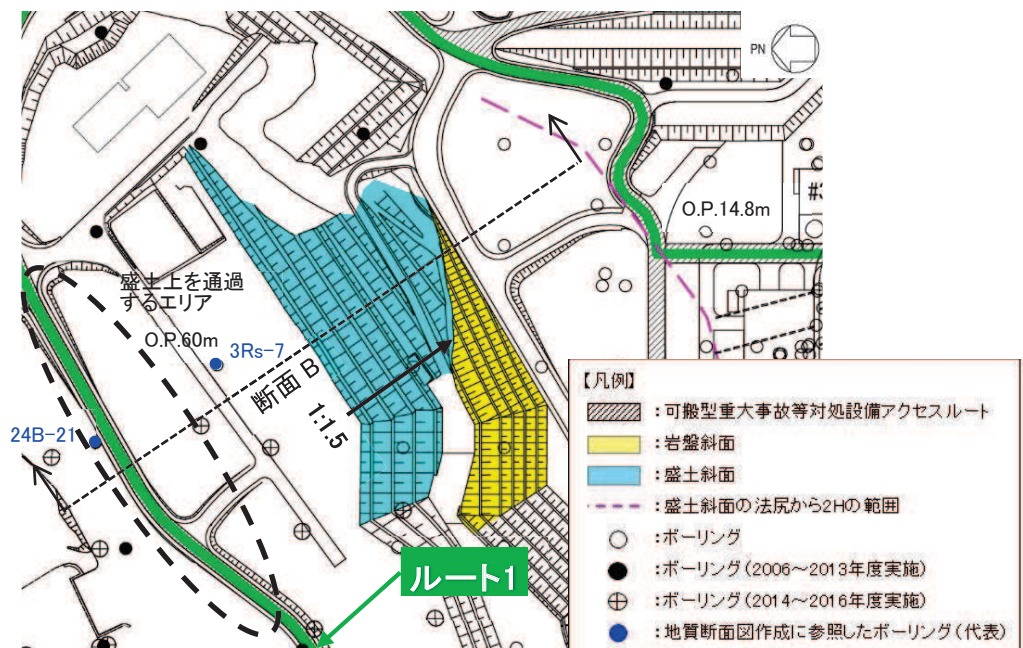 PN
O.P.14.8m
盛土上を通過
するエリア
O.P.60m
3Rs-7
断面 B
1:1.5
24B-21
ルート1
【凡例】
:可搬型重大事故等対処設備アクセスルート
:岩盤斜面
:盛土斜面
:盛土斜面の法尻から2Hの範囲
:ボーリング
:ボーリング(2006~2013年度実施)
:ボーリング(2014~2016年度実施)
:地質断面図作成に参照したボーリング(代表)